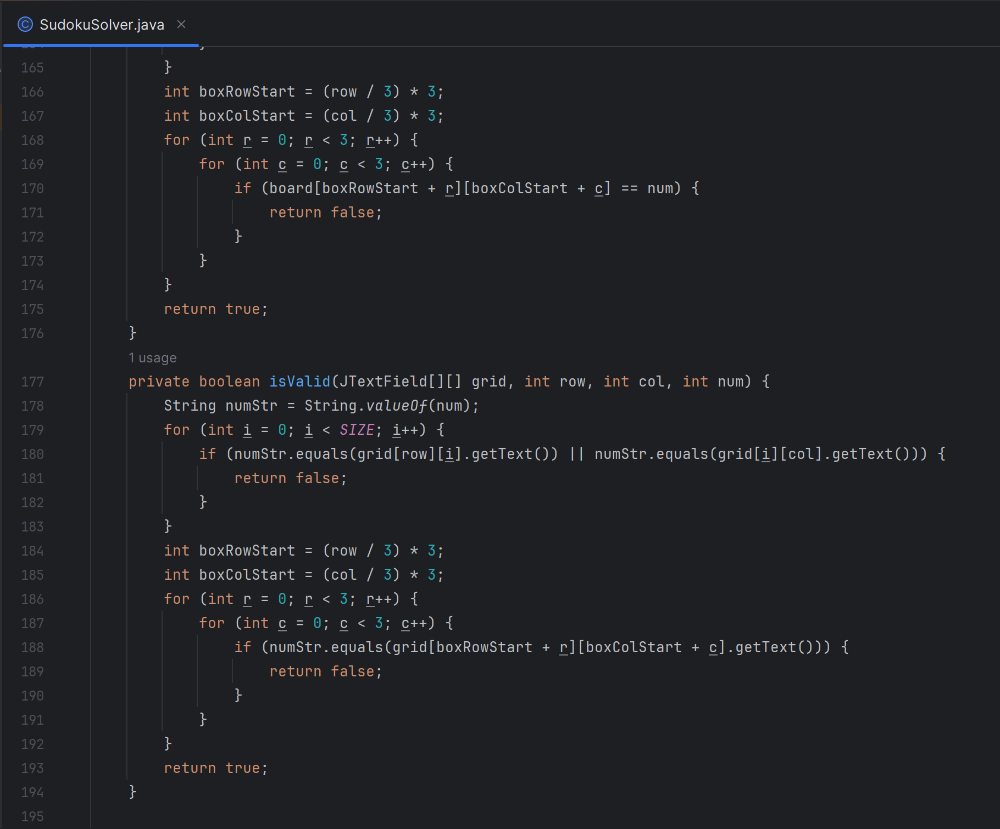 SudokuSolver.java
165 }
166 int boxRowStart = (row / 3) * 3;
167 int boxColStart = (col / 3) * 3;
168 for (int r = 0; r < 3; r++) {
169 for (int c = 0; c < 3; c++) {
170 if (board[boxRowStart + r][boxColStart + c] == num) {
171 return false;
172 }
173 }
174 }
175 return true;
176 }
1 usage
177 private boolean isValid(JTextField[][] grid, int row, int col, int num) {
178 String numStr = String.valueOf(num);
179 for (int i = 0; i < SIZE; i++) {
180 if (numStr.equals(grid[row][i].getText()) || numStr.equals(grid[i][col].getText())) {
181 return false;
182 }
183 }
184 int boxRowStart = (row / 3) * 3;
185 int boxColStart = (col / 3) * 3;
186 for (int r = 0; r < 3; r++) {
187 for (int c = 0; c < 3; c++) {
188 if (numStr.equals(grid[boxRowStart + r][boxColStart + c].getText())) {
189 return false;
190 }
191 }
192 }
193 return true;
194 }
195